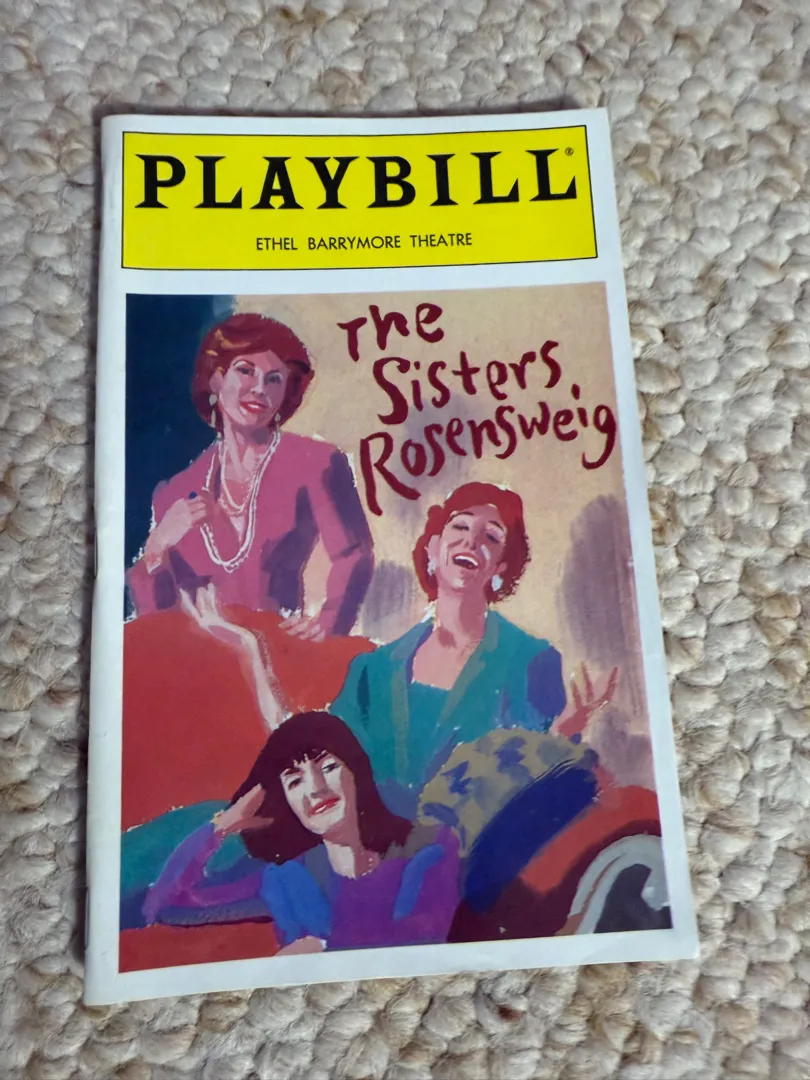 PLAYBILL®
ETHEL BARRYMORE THEATRE
The
Sisters
Rosensweig